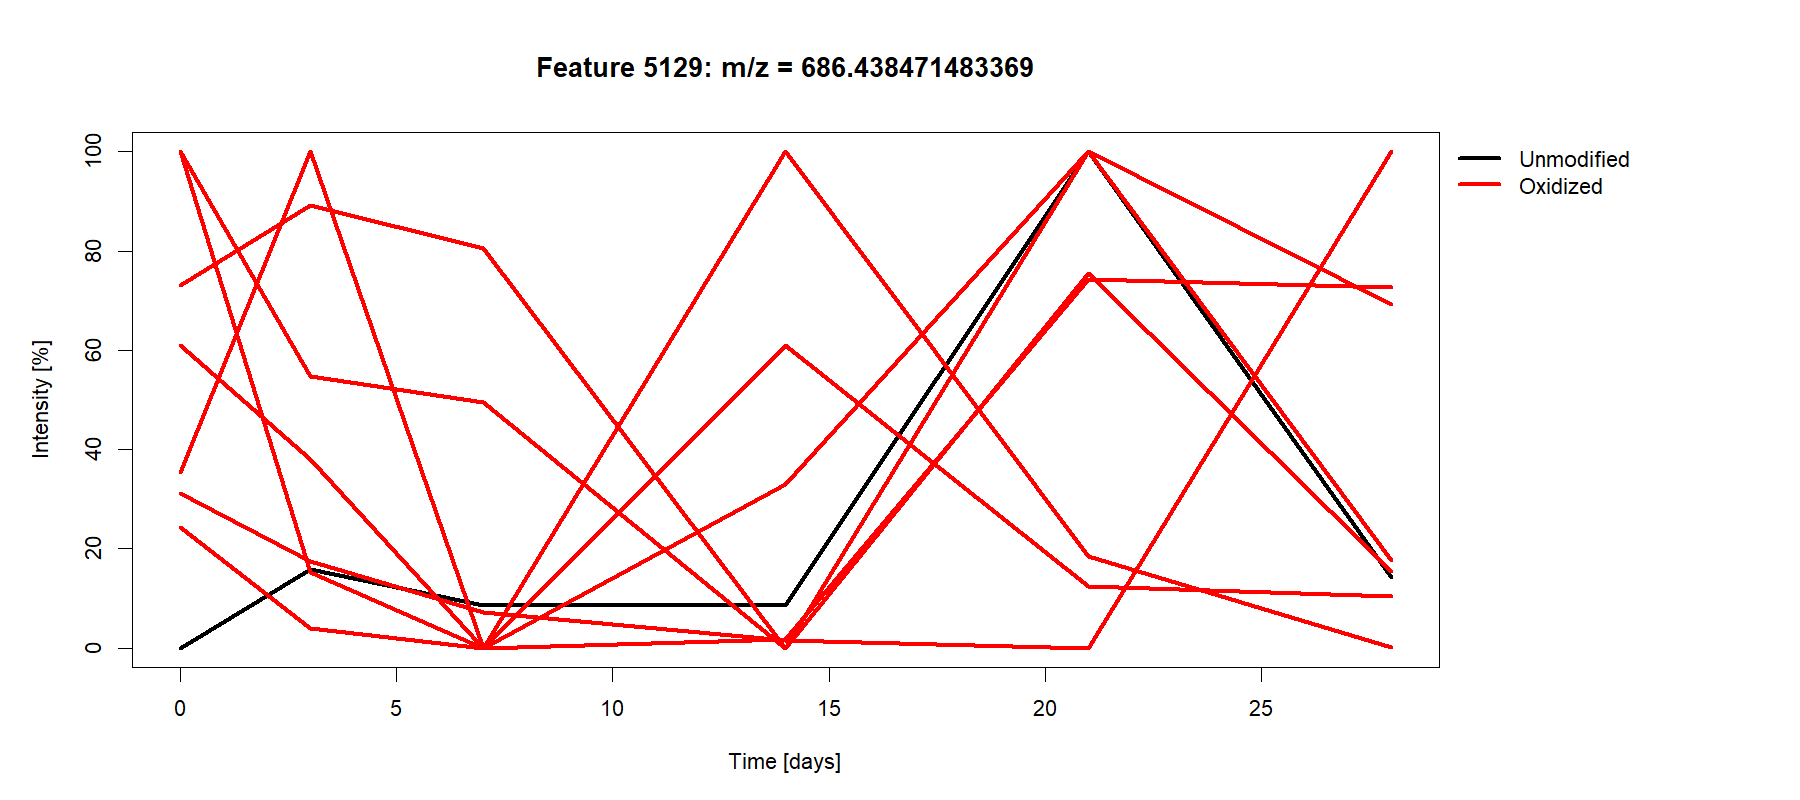 Feature 5129: m/z = 686.438471483369
Unmodified
Oxidized
Intensity [%]
100
80
60
40
20
0
0 5 10 15 20 25
Time [days]